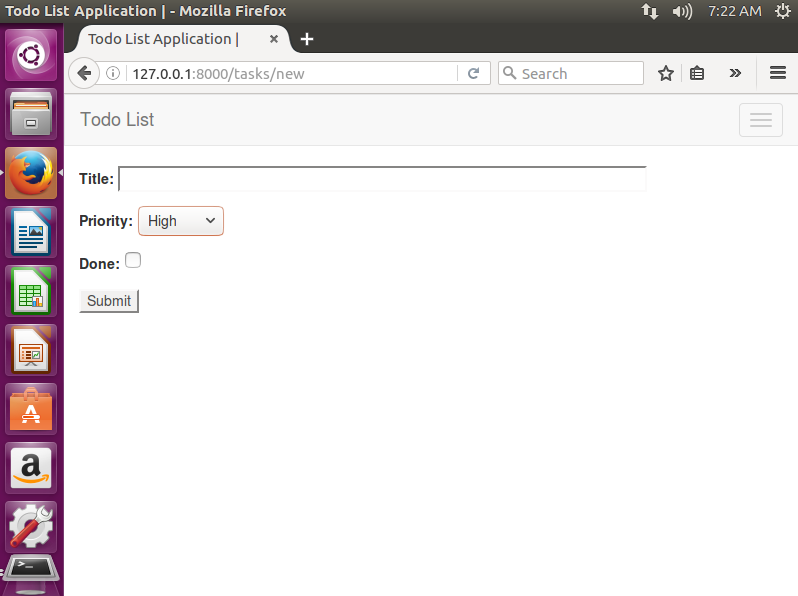 Todo List Application | - Mozilla Firefox
7:22 AM
Todo List Application |
127.0.0.1:8000/tasks/new
Search
Todo List
Title:
Priority: High
Done:
Submit